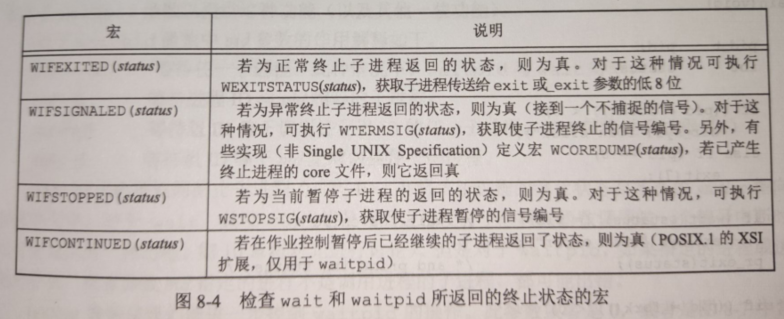 宏 说明
WIFEXITED (status) 若为正常终止子进程返回的状态，则为真。对于这种情况可执行
WEXITSTATUS(status)，获取子进程传送给 exit 或_exit 参数的低 8 位
WIFSIGNALED (status) 若为异常终止子进程返回的状态，则为真（接到一个不捕捉的信号）。对于这
种情况，可执行 WTERMSIG(status)，获取使子进程终止的信号编号。另外，有
些实现（非 Single UNIX Specification）定义宏 WCOREDUMP(status)，若已产生
终止进程的 core 文件，则它返回真
WIFSTOPPED (status) 若为当前暂停子进程的返回的状态，则为真。对于这种情况，可执行
WSTOPSIG(status)，获取使子进程暂停的信号编号
WIFCONTINUED (status) 若在作业控制暂停后已经继续的子进程返回了状态，则为真（POSIX.1 的 XSI
扩展，仅用于 waitpid）
图 8-4 检查 wait 和 waitpid 所返回的终止状态的宏